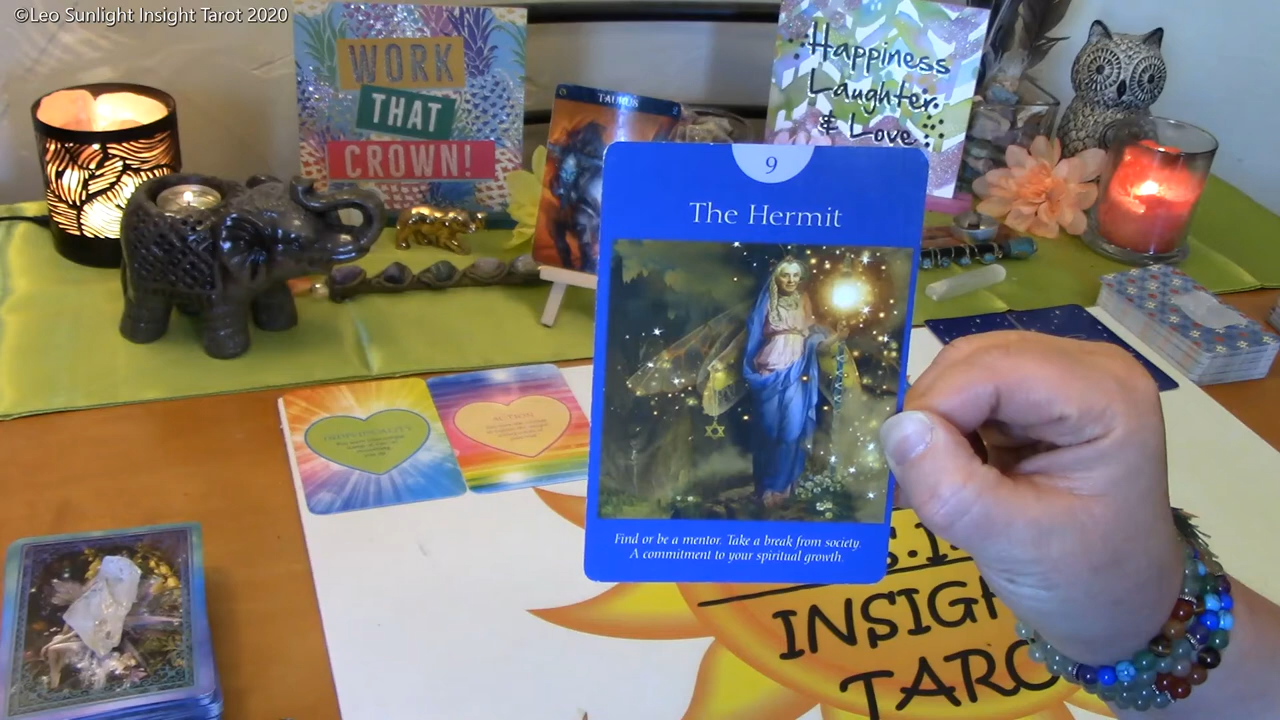 ©Leo Sunlight Insight Tarot 2020
WORK
THAT
CROWN!
Happiness
Laughter
& Love
TAURUS
9
The Hermit
Find or be a mentor. Take a break from society.
A commitment to your spiritual growth.
ACTION
INSIGH
TARO